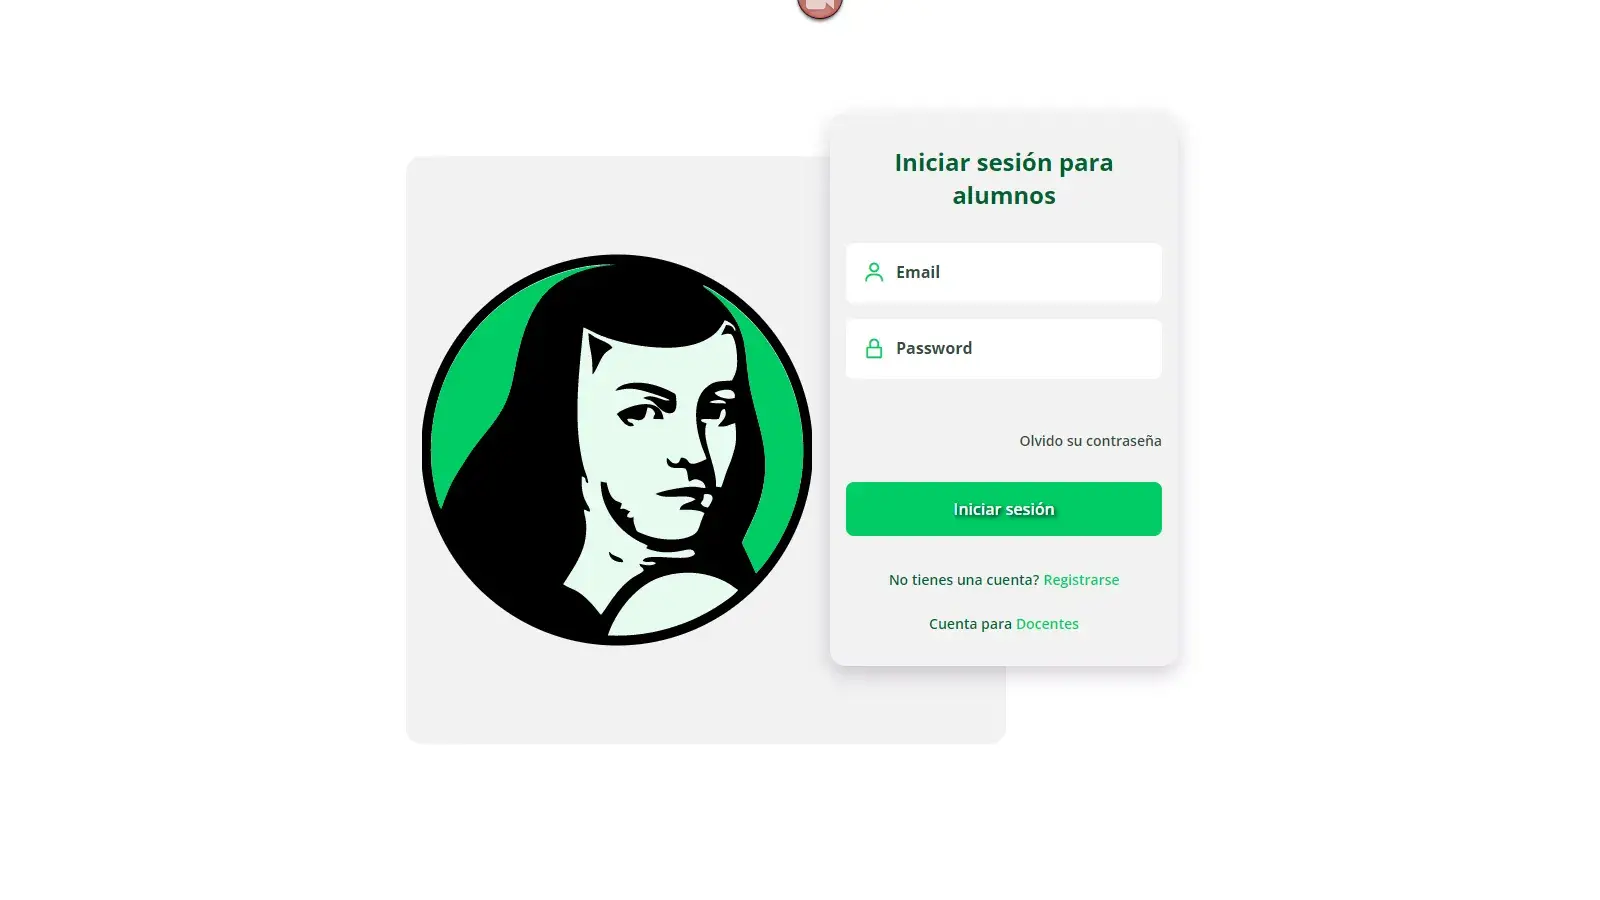 Iniciar sesión para
alumnos
Email
Password
Olvido su contraseña
Iniciar sesión
No tienes una cuenta? Registrarse
Cuenta para Docentes